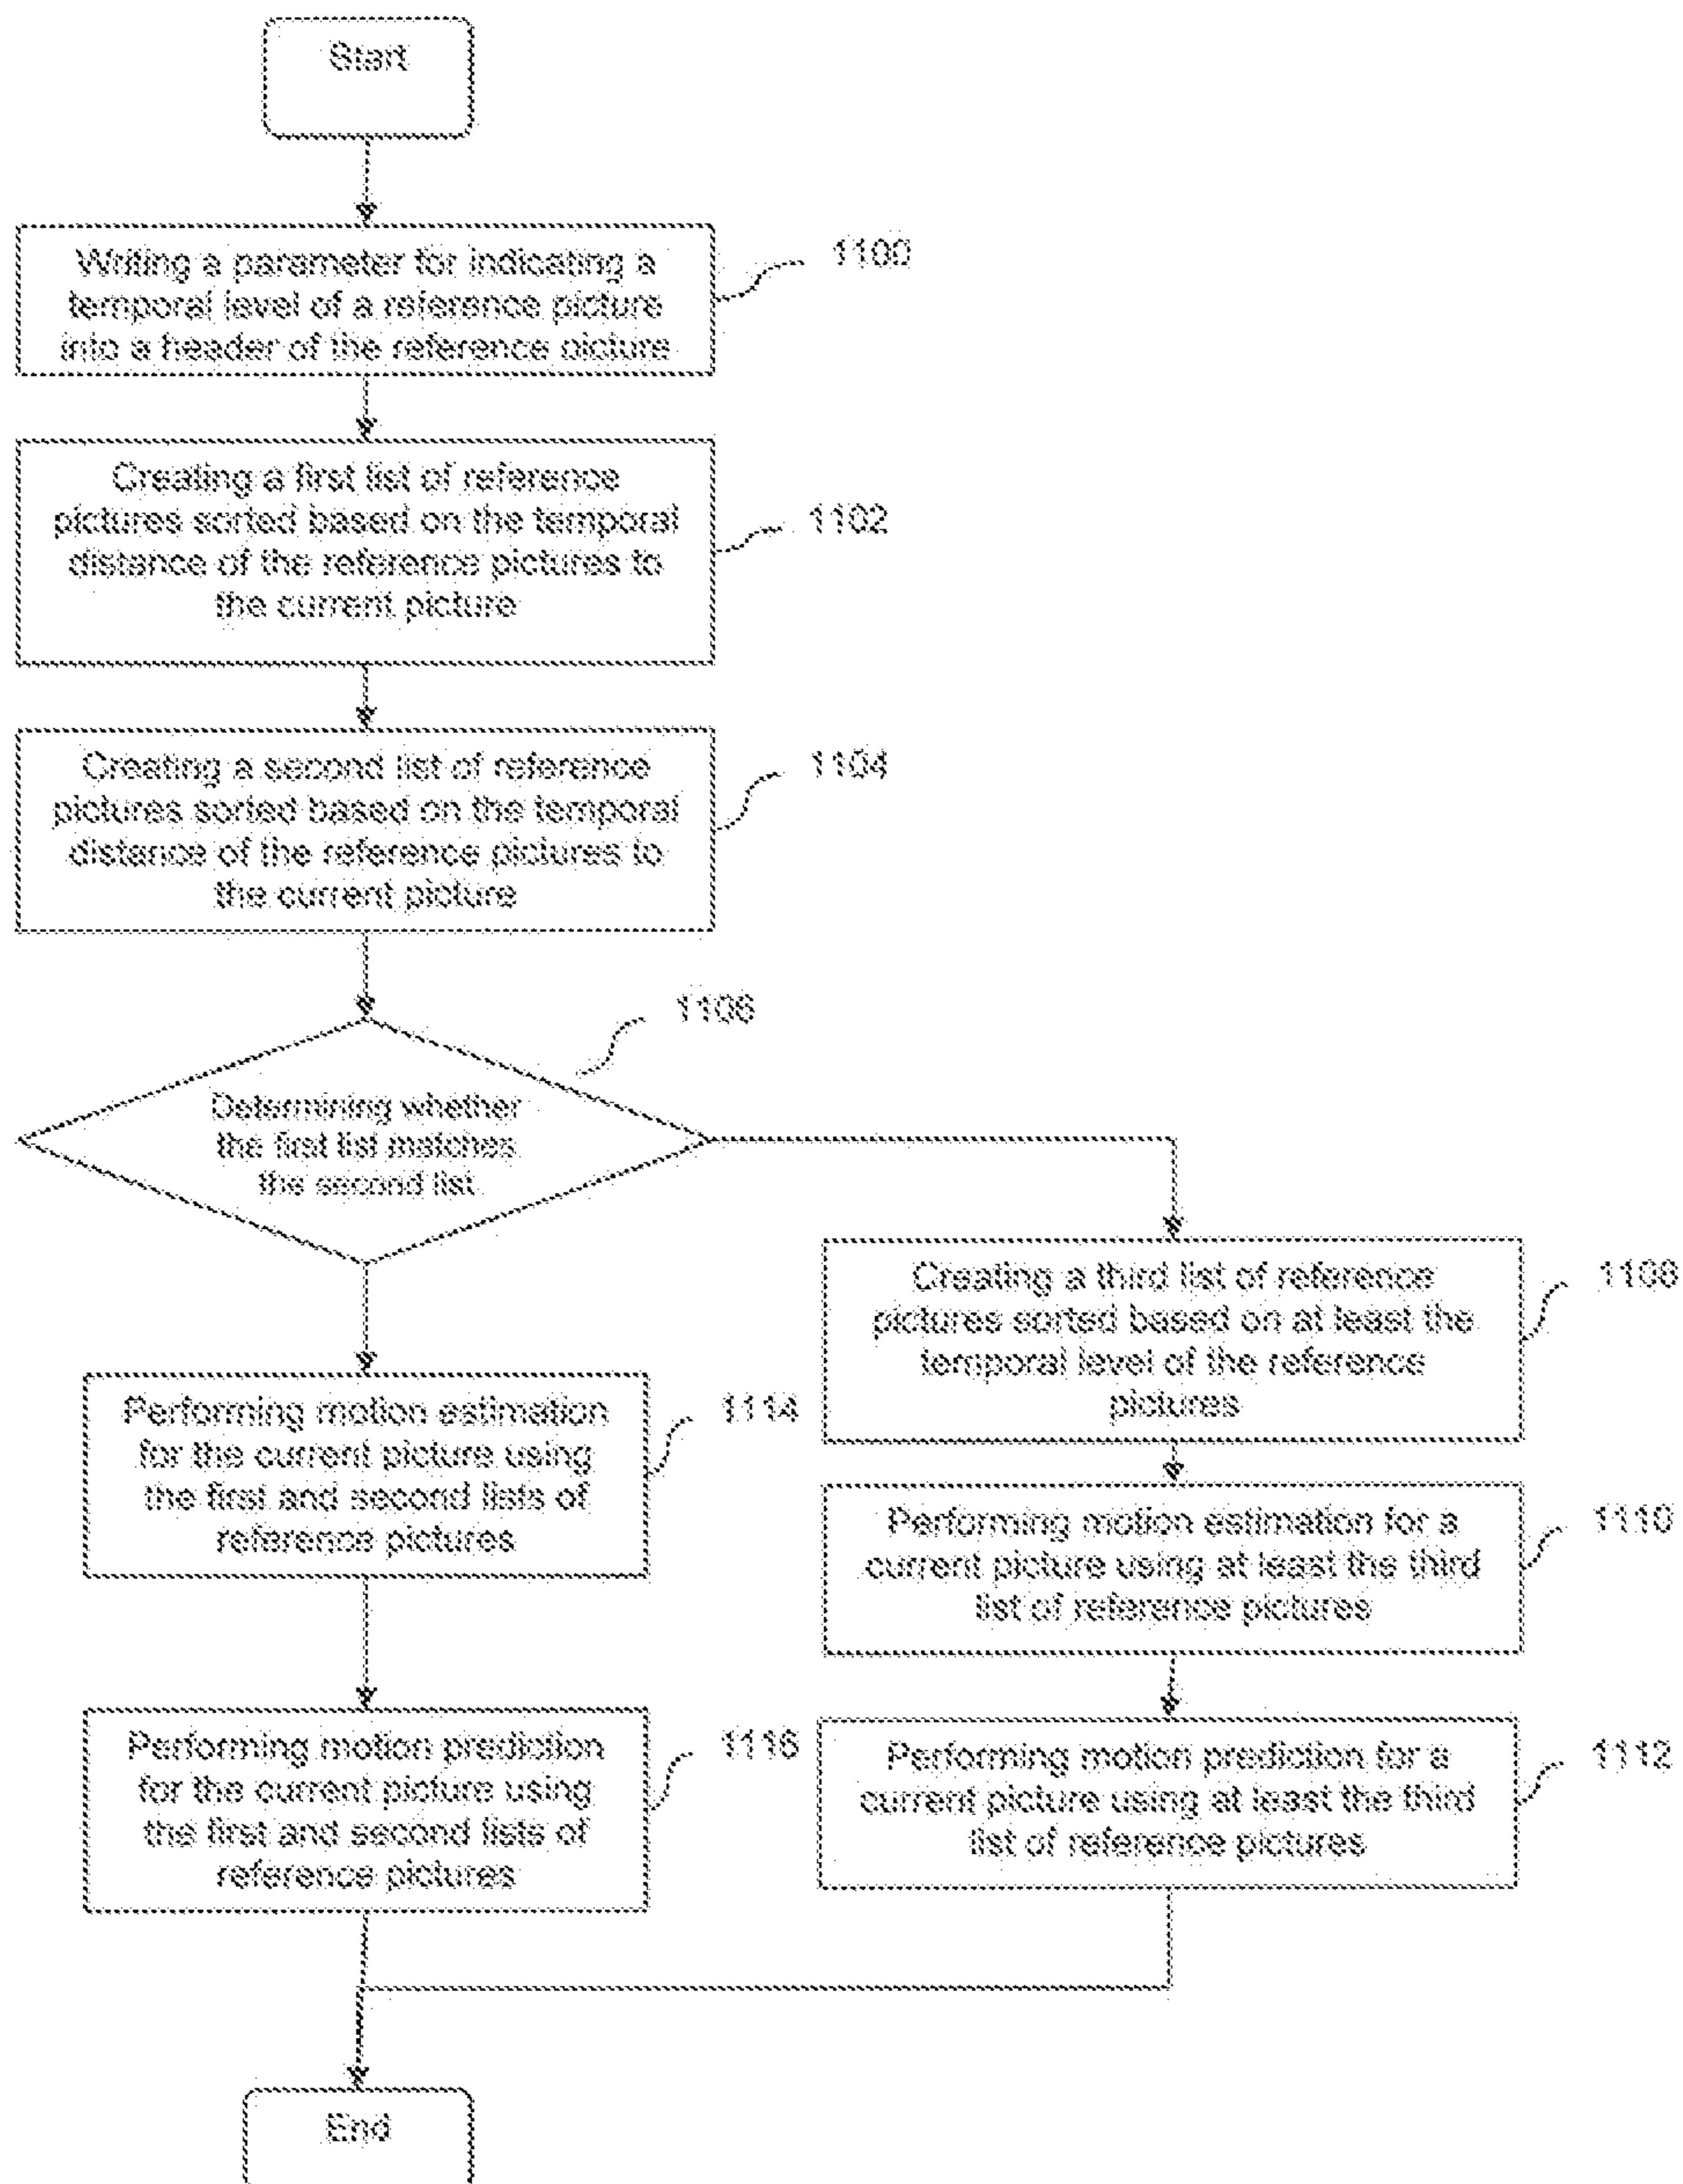 Start
Writing a parameter for indicating a
temporal level of a reference picture
into a header of the reference picture
1100
Creating a first list of reference
pictures sorted based on the temporal
distance of the reference pictures to
the current picture
1102
Creating a second list of reference
pictures sorted based on the temporal
distance of the reference pictures to
the current picture
1104
1106
Determining whether
the first list matches
the second list
Creating a third list of reference
pictures sorted based on at least the
temporal level of the reference
pictures
1108
Performing motion estimation
for the current picture using
the first and second lists of
reference pictures
1114
Performing motion estimation for a
current picture using at least the third
list of reference pictures
1110
Performing motion prediction
for the current picture using
the first and second lists of
reference pictures
1116
Performing motion prediction for a
current picture using at least the third
list of reference pictures
1112
End